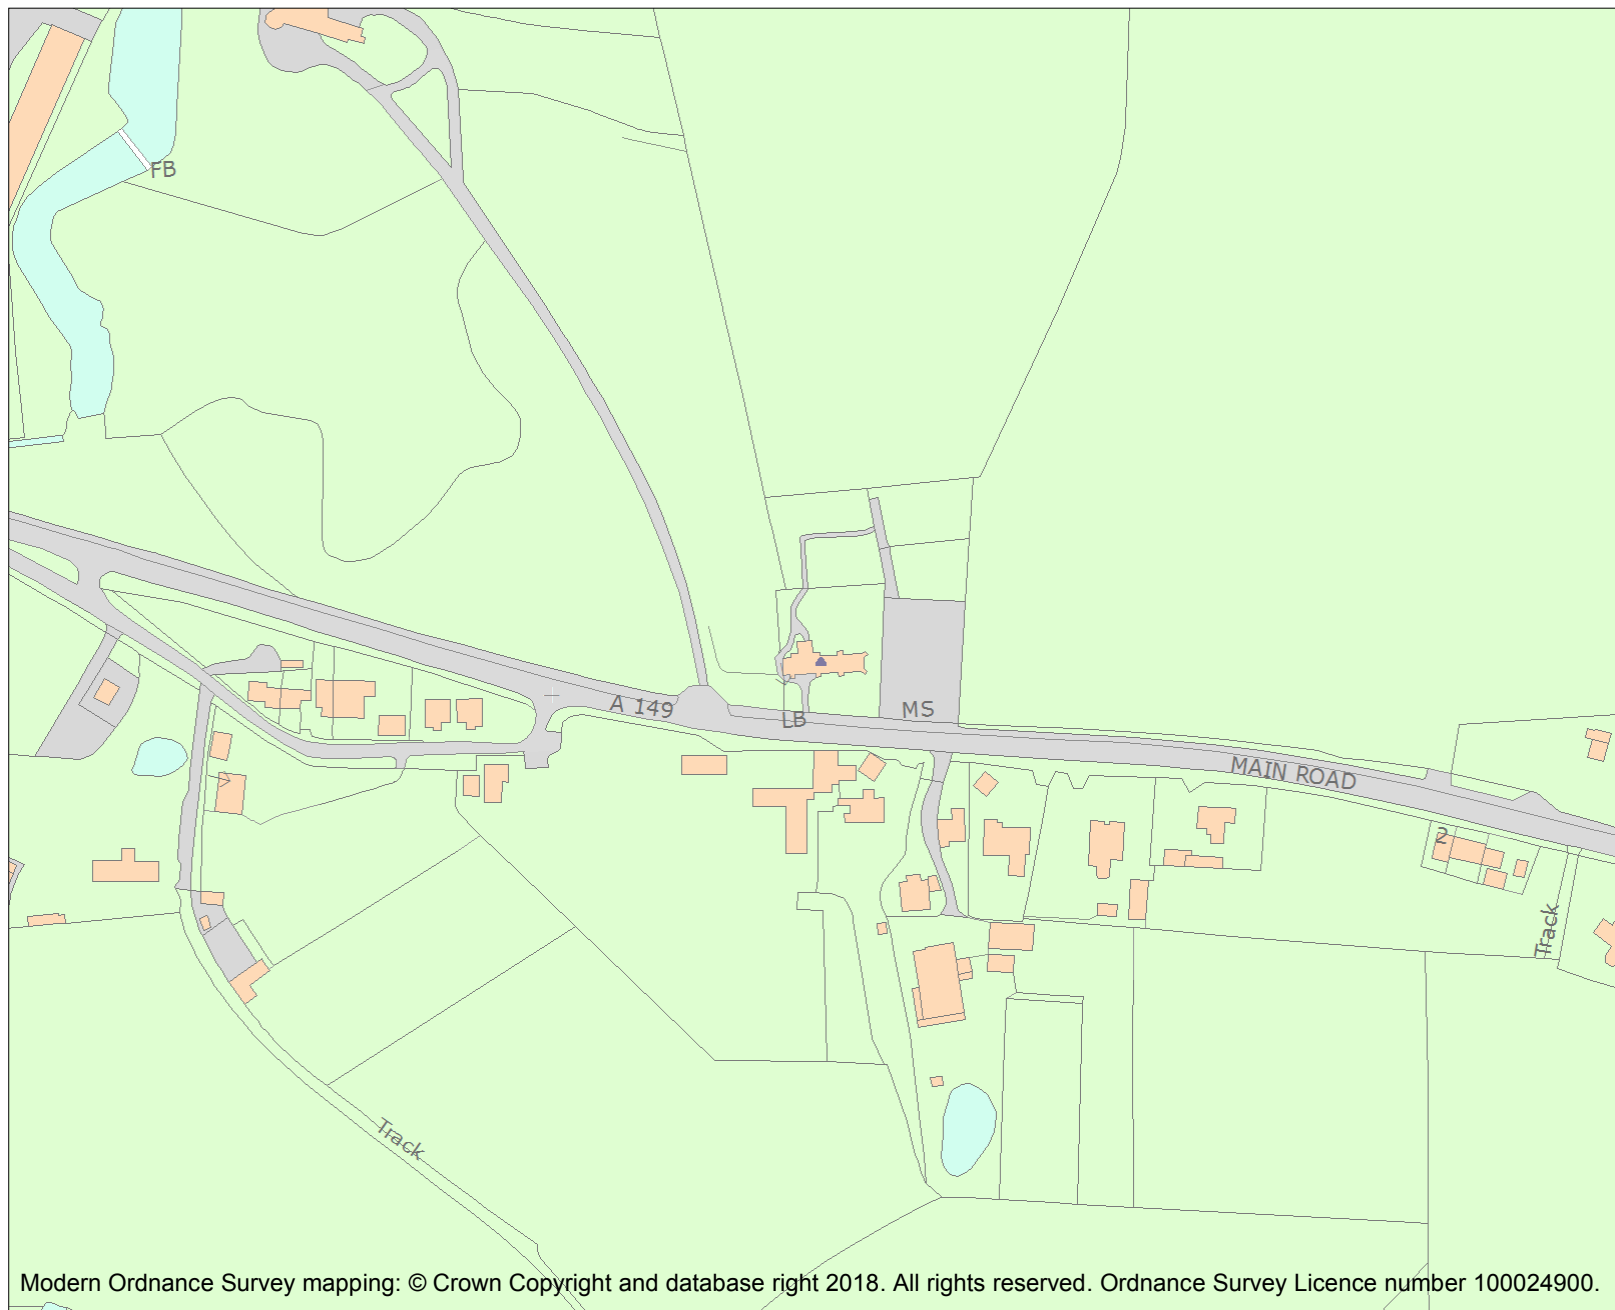 FB
A 149
LB
MS
MAIN ROAD
2
Track
Track
Modern Ordnance Survey mapping: © Crown Copyright and database right 2018. All rights reserved. Ordnance Survey Licence number 100024900.